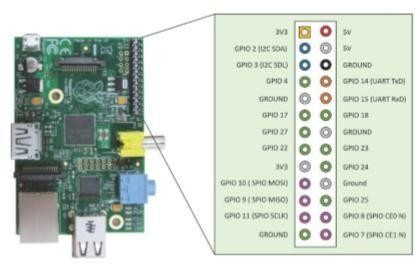 3V3 5V
GPIO 2 (I2C SDA) 5V
GPIO 3 (I2C SDL) GROUND
GPIO 4 GPIO 14 (UART TxD)
GROUND GPIO 15 (UART RxD)
GPIO 17 GPIO 18
GPIO 27 GROUND
GPIO 22 GPIO 23
3V3 GPIO 24
GPIO 10 ( SPIO MOSI) Ground
GPIO 9 ( SPIO MISO) GPIO 25
GPIO 11 (SPIO SCLK) GPIO 8 (SPIO CE0 N)
GROUND GPIO 7 (SPIO CE1 N)